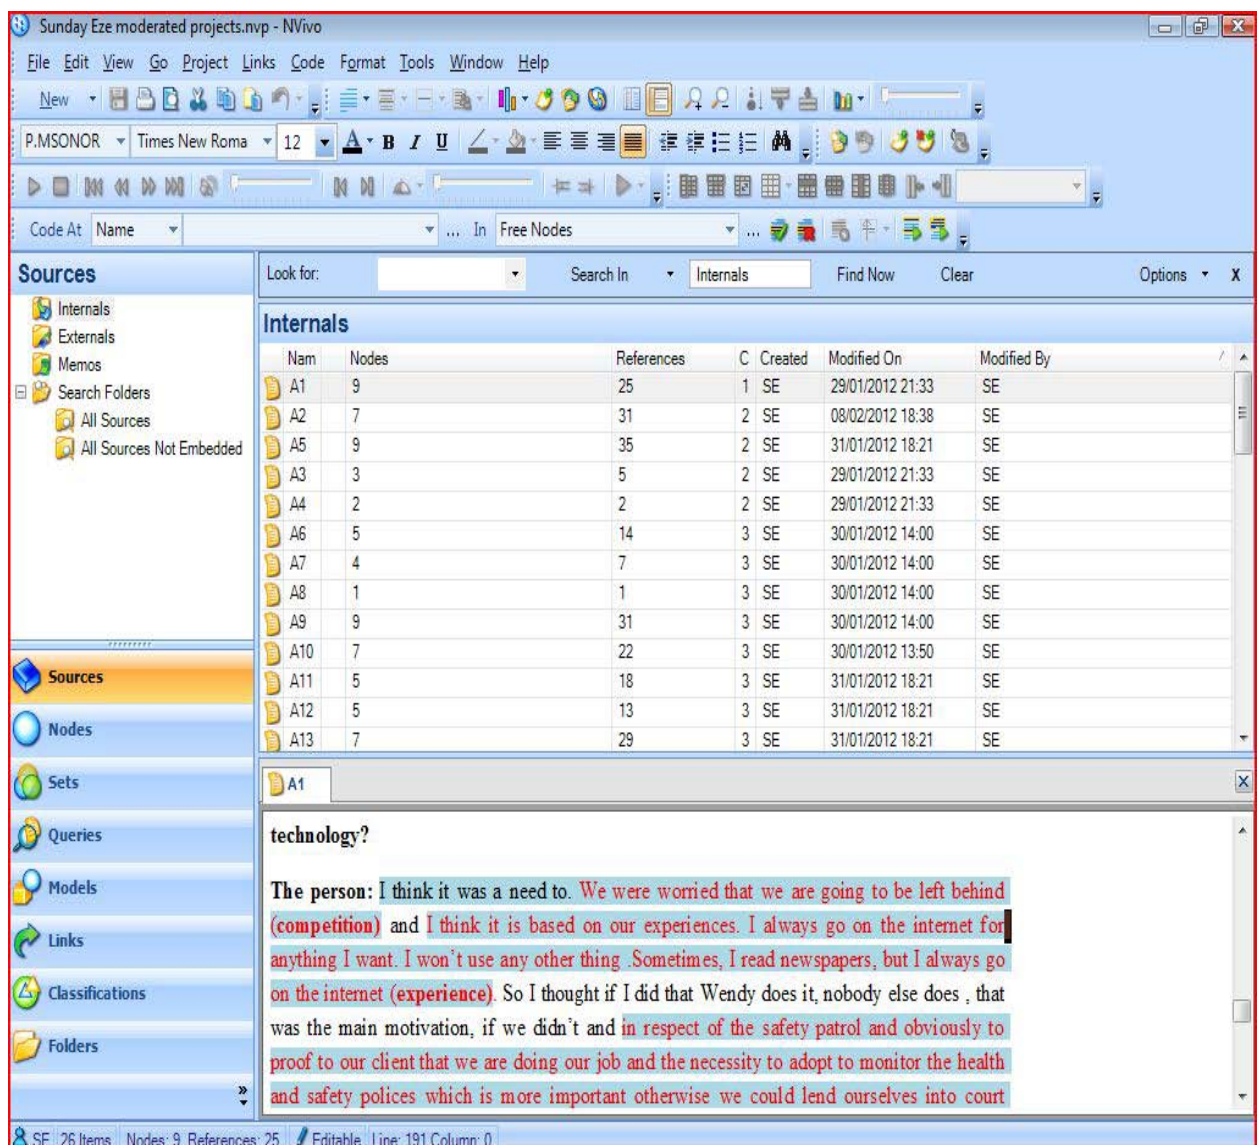 Sunday Eze moderated projects.nvp - NVivo
File Edit View Go Project Links Code Format Tools Window Help
New
P.MSONOR Times New Roma 12 A B I U
Code At Name ... In Free Nodes ...
Sources
Internals
Externals
Memos
Search Folders
All Sources
All Sources Not Embedded
Sources
Nodes
Sets
Queries
Models
Links
Classifications
Folders
Look for: Search In Internals Find Now Clear Options X
Internals
Nam Nodes References C Created Modified On Modified By
A1 9 25 1 SE 29/01/2012 21:33 SE
A2 7 31 2 SE 08/02/2012 18:38 SE
A5 9 35 2 SE 31/01/2012 18:21 SE
A3 3 5 2 SE 29/01/2012 21:33 SE
A4 2 2 2 SE 29/01/2012 21:33 SE
A6 5 14 3 SE 30/01/2012 14:00 SE
A7 4 7 3 SE 30/01/2012 14:00 SE
A8 1 1 3 SE 30/01/2012 14:00 SE
A9 9 31 3 SE 30/01/2012 14:00 SE
A10 7 22 3 SE 30/01/2012 13:50 SE
A11 5 18 3 SE 31/01/2012 18:21 SE
A12 5 13 3 SE 31/01/2012 18:21 SE
A13 7 29 3 SE 31/01/2012 18:21 SE
A1
technology?
The person: I think it was a need to. We were worried that we are going to be left behind
(competition) and I think it is based on our experiences. I always go on the internet for
anything I want. I won't use any other thing .Sometimes, I read newspapers, but I always go
on the internet (experience). So I thought if I did that Wendy does it, nobody else does , that
was the main motivation, if we didn't and in respect of the safety patrol and obviously to
proof to our client that we are doing our job and the necessity to adopt to monitor the health
and safety polices which is more important otherwise we could lend ourselves into court
SE 26 Items Nodes: 9 References: 25 Editable Line: 191 Column: 0